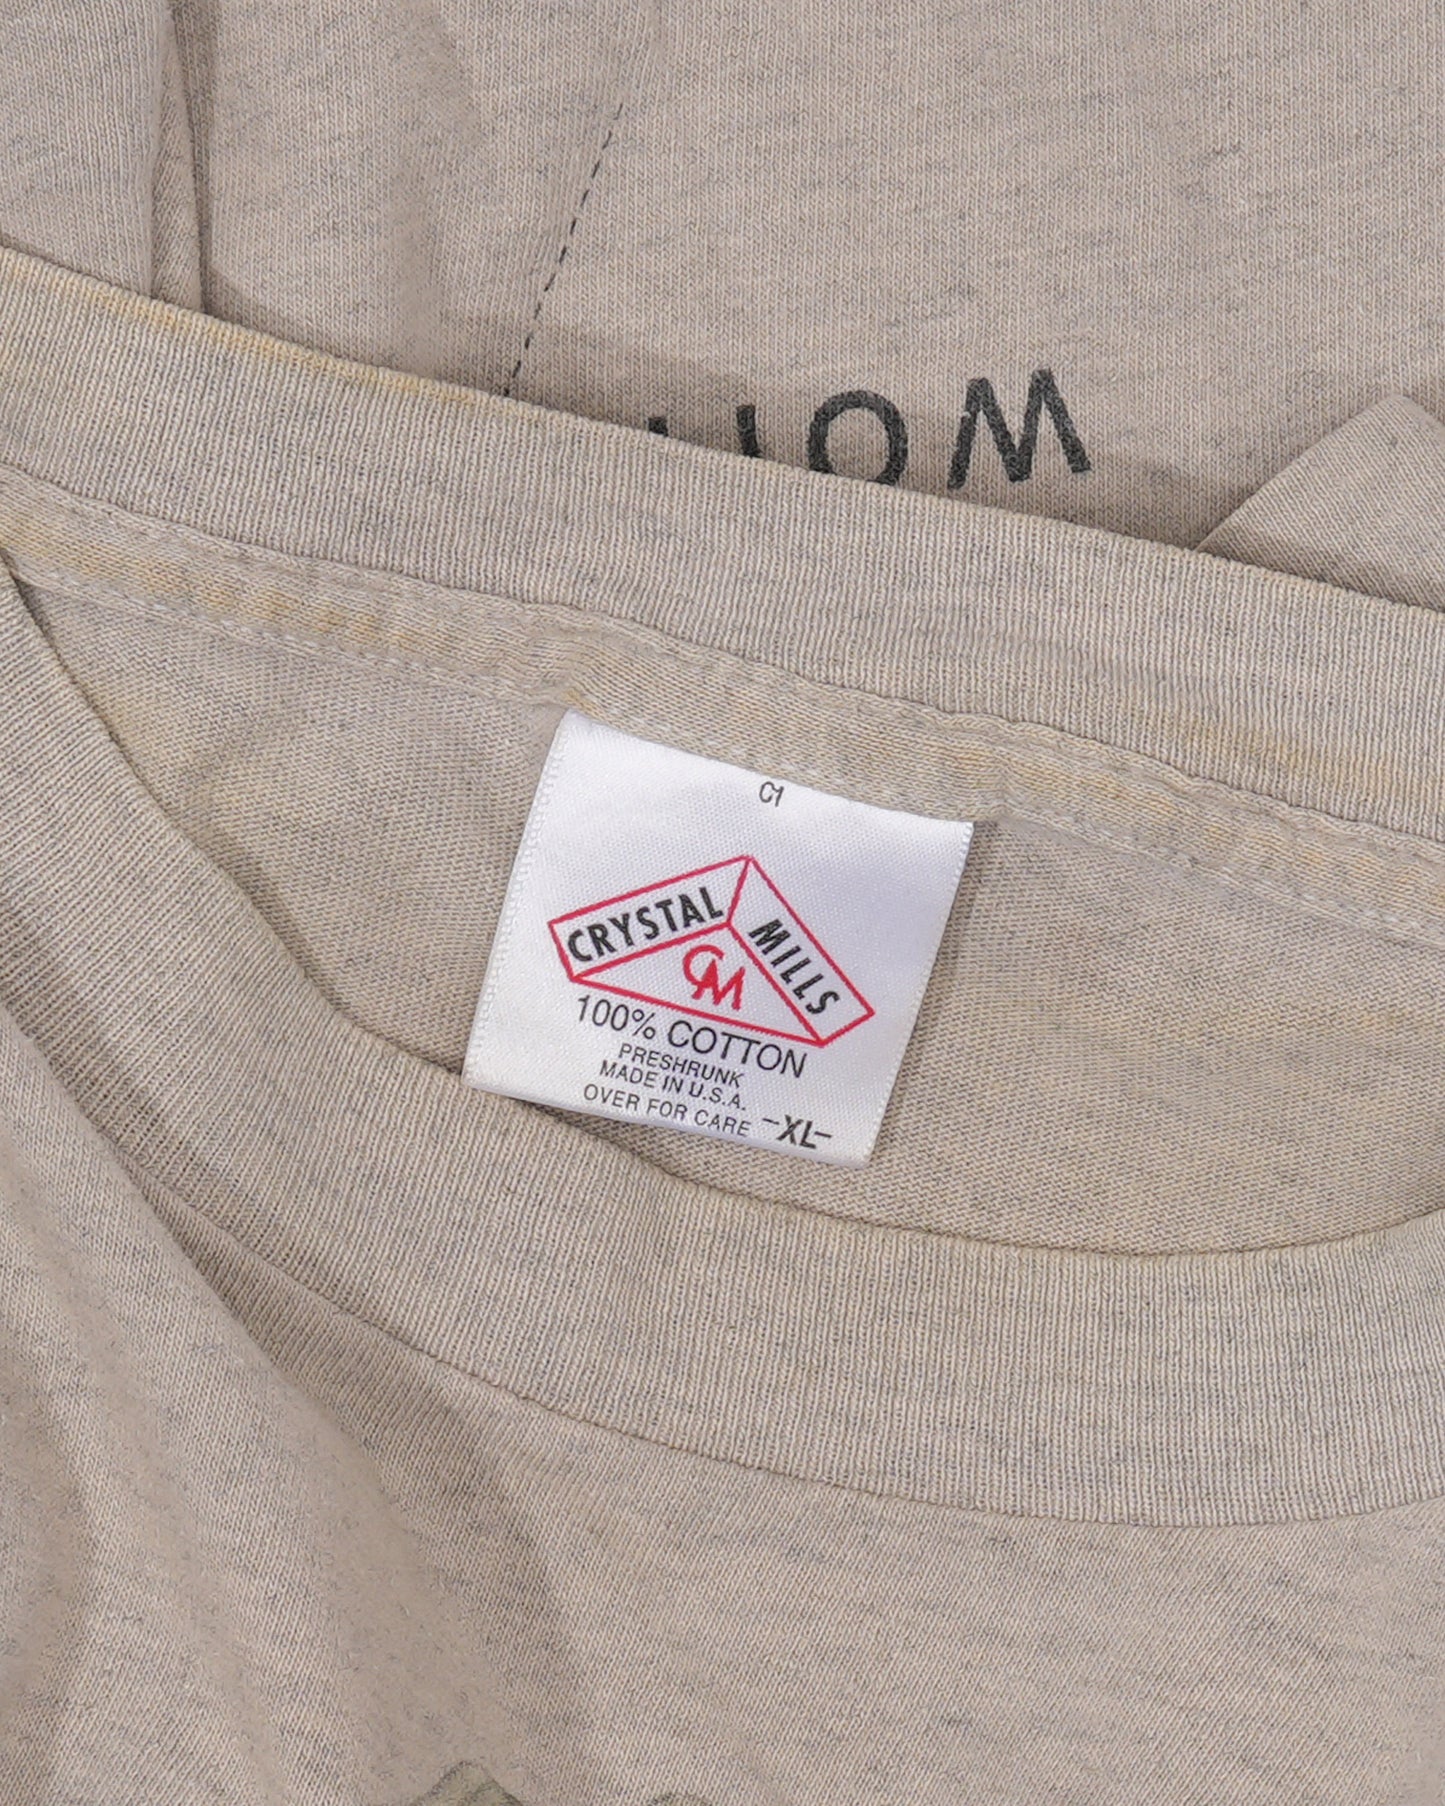 C1
CRYSTAL MILLS
CM
100% COTTON
PRESHRUNK
MADE IN U.S.A.
OVER FOR CARE -XL-